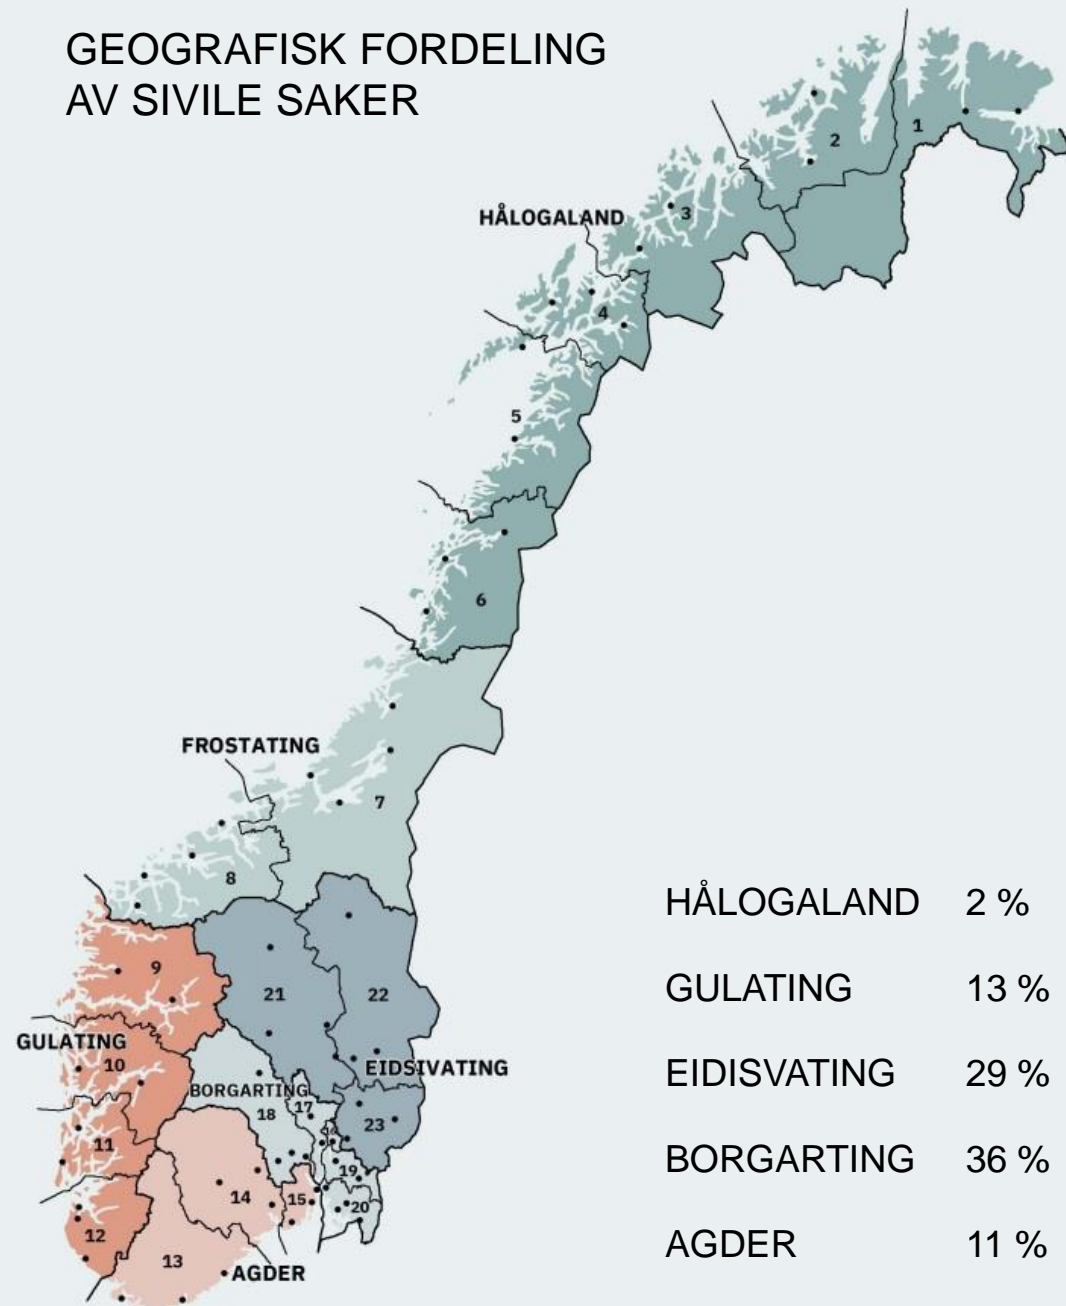 GEOGRAFISK FORDELING
AV SIVILE SAKER
1
2
3
HÅLOGALAND
4
5
6
FROSTATING
7
8
9
21
22
GULATING
10
EIDSIVATING
BORGARTING
17
18
16
23
11
19
14
15
20
12
13
AGDER
HÅLOGALAND 2 %
GULATING 13 %
EIDISVATING 29 %
BORGARTING 36 %
AGDER 11 %